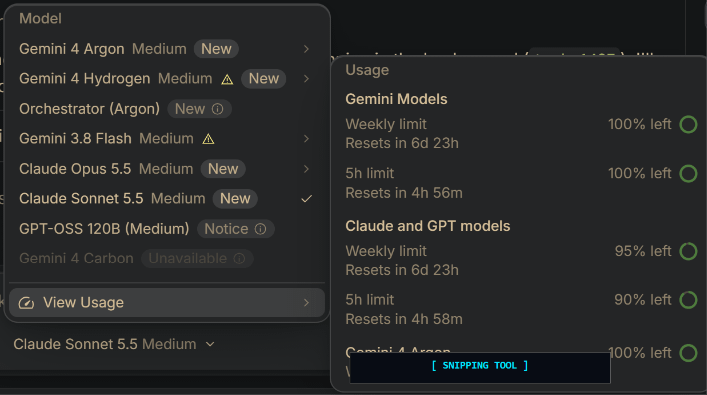 Model
Gemini 4 Argon Medium New
Gemini 4 Hydrogen Medium New
Orchestrator (Argon) New
Gemini 3.8 Flash Medium
Claude Opus 5.5 Medium New
Claude Sonnet 5.5 Medium New
GPT-OSS 120B (Medium) Notice
Gemini 4 Carbon Unavailable
View Usage
Claude Sonnet 5.5 Medium
Usage
Gemini Models
Weekly limit 100% left
Resets in 6d 23h
5h limit 100% left
Resets in 4h 56m
Claude and GPT models
Weekly limit 95% left
Resets in 6d 23h
5h limit 90% left
Resets in 4h 58m
Gemini 4 Argon 100% left
[ SNIPPING TOOL ]